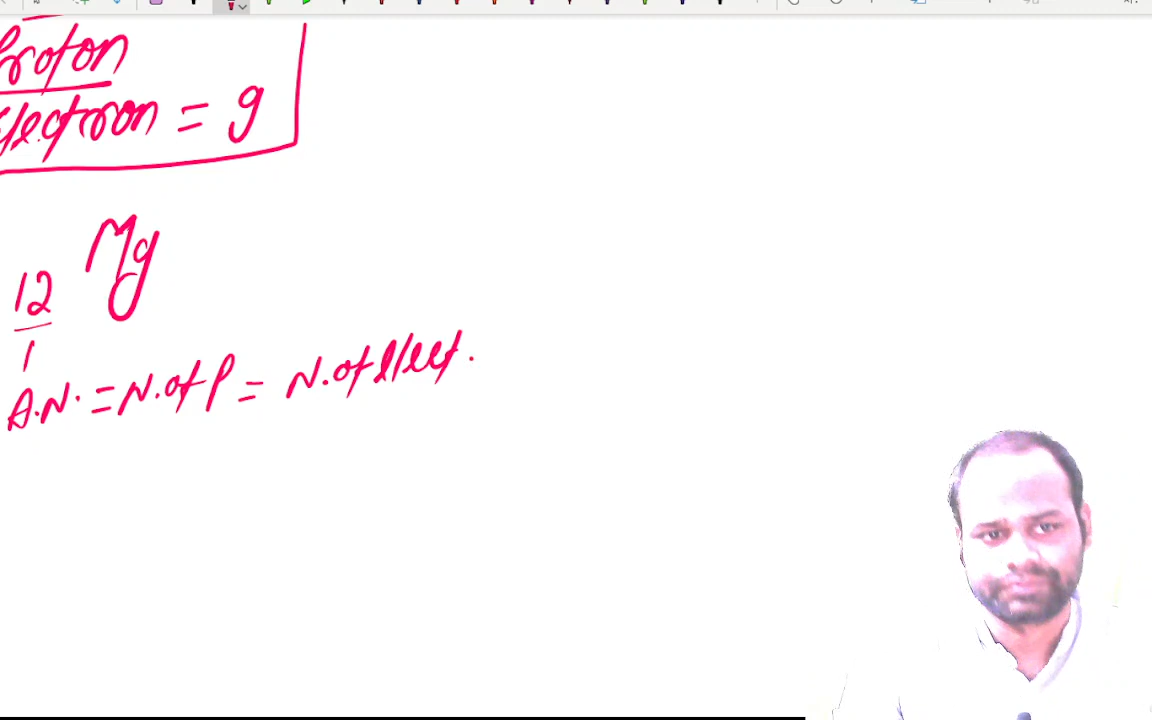 Proton
Electron = 9
12 Mg
A.N. = N.of P = N.of Elect.